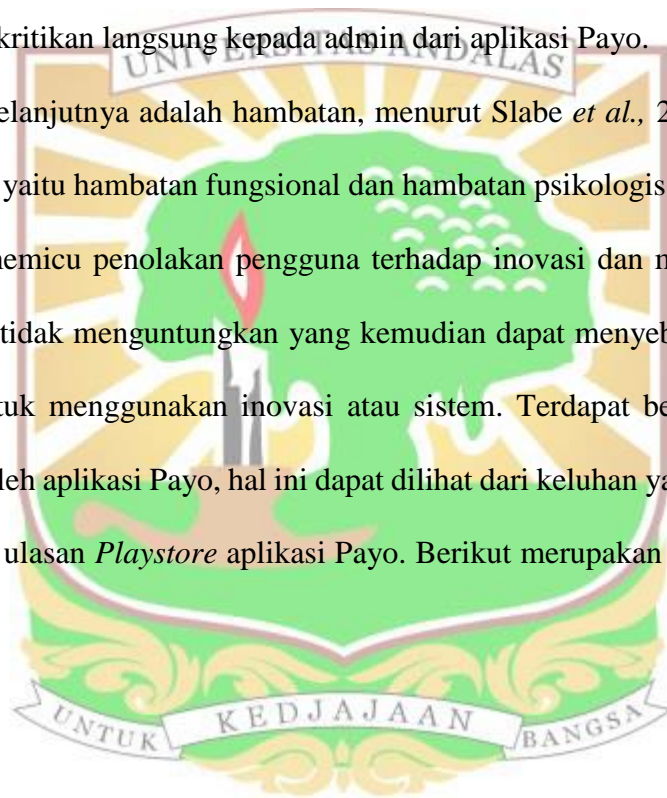 kritikan langsung kepada admin dari aplikasi Payo.
UNIVERSITAS ANDALAS
elanjutnya adalah hambatan, menurut Slabe et al., 2
yaitu hambatan fungsional dan hambatan psikologis
nemicu penolakan pengguna terhadap inovasi dan n
tidak menguntungkan yang kemudian dapat menyeb
tuk menggunakan inovasi atau sistem. Terdapat be
leh aplikasi Payo, hal ini dapat dilihat dari keluhan ya
ulasan Playstore aplikasi Payo. Berikut merupakan
UNTUK KEDJAJAAN BANGSA